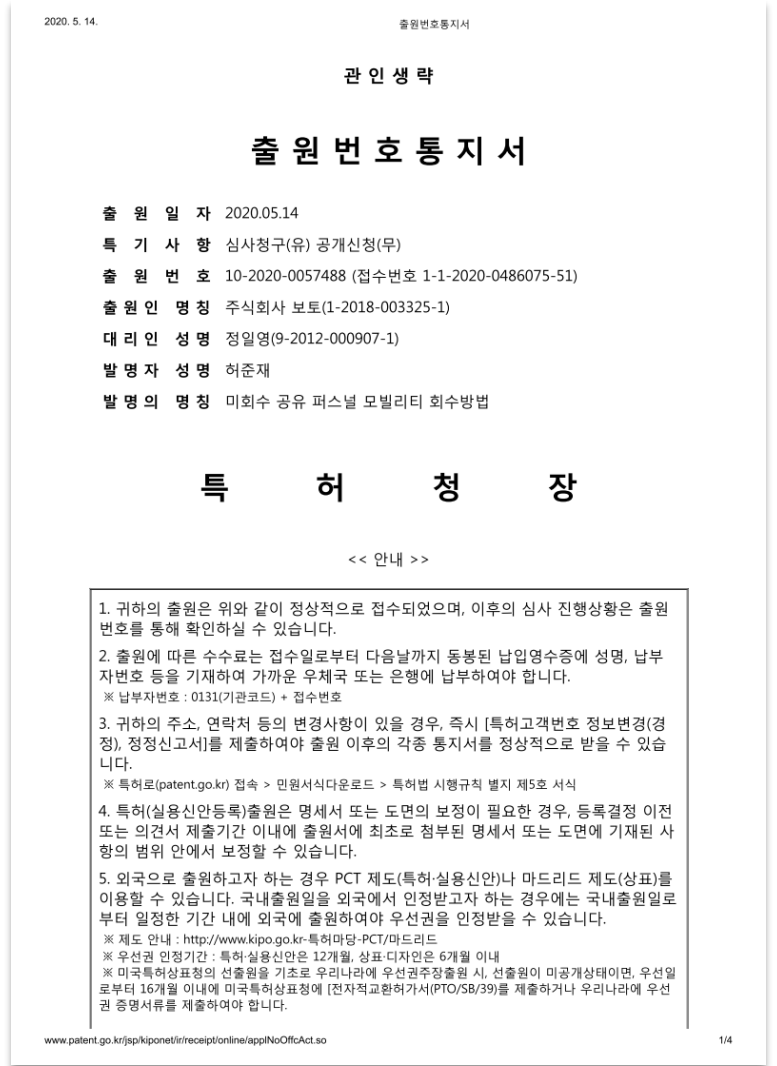 2020. 5. 14.
출원번호통지서
관 인 생 략
출 원 번 호 통 지 서
출 원 일 자 2020.05.14
특 기 사 항 심사청구(유) 공개신청(무)
출 원 번 호 10-2020-0057488 (접수번호 1-1-2020-0486075-51)
출 원 인 명 칭 주식회사 보토(1-2018-003325-1)
대 리 인 성 명 정일영(9-2012-000907-1)
발 명 자 성 명 허준재
발 명 의 명 칭 미회수 공유 퍼스널 모빌리티 회수방법
특 허 청 장
<< 안내 >>
1. 귀하의 출원은 위와 같이 정상적으로 접수되었으며, 이후의 심사 진행상황은 출원
번호를 통해 확인하실 수 있습니다.
2. 출원에 따른 수수료는 접수일로부터 다음날까지 동봉된 납입영수증에 성명, 납부
자번호 등을 기재하여 가까운 우체국 또는 은행에 납부하여야 합니다.
※ 납부자번호 : 0131(기관코드) + 접수번호
3. 귀하의 주소, 연락처 등의 변경사항이 있을 경우, 즉시 [특허고객번호 정보변경(경
정), 정정신고서]를 제출하여야 출원 이후의 각종 통지서를 정상적으로 받을 수 있습
니다.
※ 특허로(patent.go.kr) 접속 > 민원서식다운로드 > 특허법 시행규칙 별지 제5호 서식
4. 특허(실용신안등록)출원은 명세서 또는 도면의 보정이 필요한 경우, 등록결정 이전
또는 의견서 제출기간 이내에 출원서에 최초로 첨부된 명세서 또는 도면에 기재된 사
항의 범위 안에서 보정할 수 있습니다.
5. 외국으로 출원하고자 하는 경우 PCT 제도(특허·실용신안)나 마드리드 제도(상표)를
이용할 수 있습니다. 국내출원일을 외국에서 인정받고자 하는 경우에는 국내출원일로
부터 일정한 기간 내에 외국에 출원하여야 우선권을 인정받을 수 있습니다.
※ 제도 안내 : http://www.kipo.go.kr-특허마당-PCT/마드리드
※ 우선권 인정기간 : 특허·실용신안은 12개월, 상표·디자인은 6개월 이내
※ 미국특허상표청의 선출원을 기초로 우리나라에 우선권주장출원 시, 선출원이 미공개상태이면, 우선일
로부터 16개월 이내에 미국특허상표청에 [전자적교환허가서(PTO/SB/39)를 제출하거나 우리나라에 우선
권 증명서류를 제출하여야 합니다.
www.patent.go.kr/jsp/kiponet/ir/receipt/online/applNoOffcAct.so
1/4